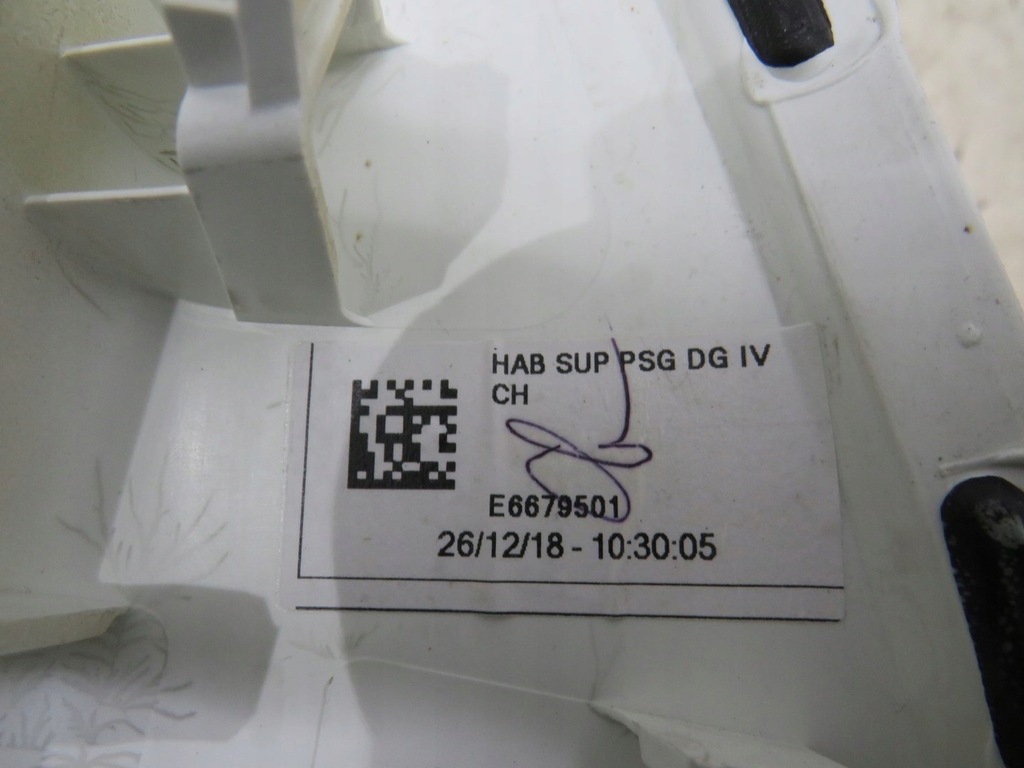 HAB SUP PSG DG IV
CH
E6679501
26/12/18 - 10:30:05